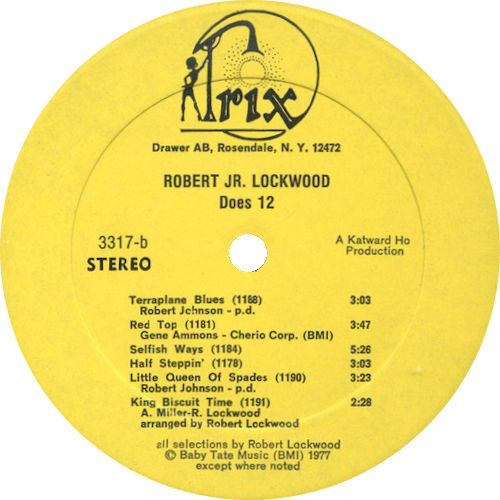 Trix
Drawer AB, Rosendale, N. Y. 12472
ROBERT JR. LOCKWOOD
Does 12
3317-b
STEREO
A Katward Ho
Production
Terraplane Blues (1188) 3:03
Robert Johnson - p.d.
Red Top (1181) 3:47
Gene Ammons - Cherio Corp. (BMI)
Selfish Ways (1184) 5:26
Half Steppin' (1178) 3:03
Little Queen Of Spades (1190) 3:23
Robert Johnson - p.d.
King Biscuit Time (1191) 2:28
A. Miller-R. Lockwood
arranged by Robert Lockwood
all selections by Robert Lockwood
© Baby Tate Music (BMI) 1977
except where noted